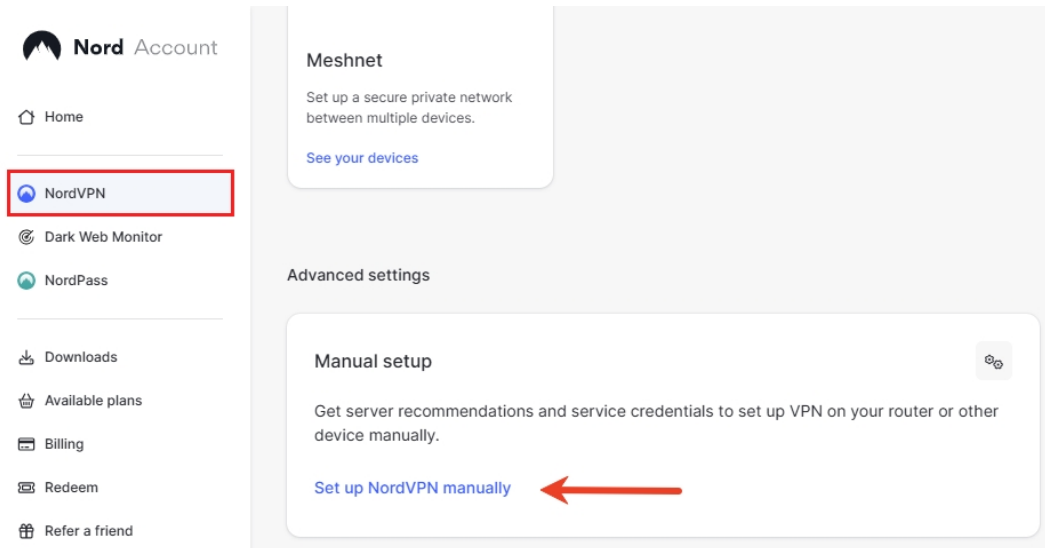 Nord Account
Home
NordVPN
Dark Web Monitor
NordPass
Downloads
Available plans
Billing
Redeem
Refer a friend
Meshnet
Set up a secure private network
between multiple devices.
See your devices
Advanced settings
Manual setup
Get server recommendations and service credentials to set up VPN on your router or other
device manually.
Set up NordVPN manually